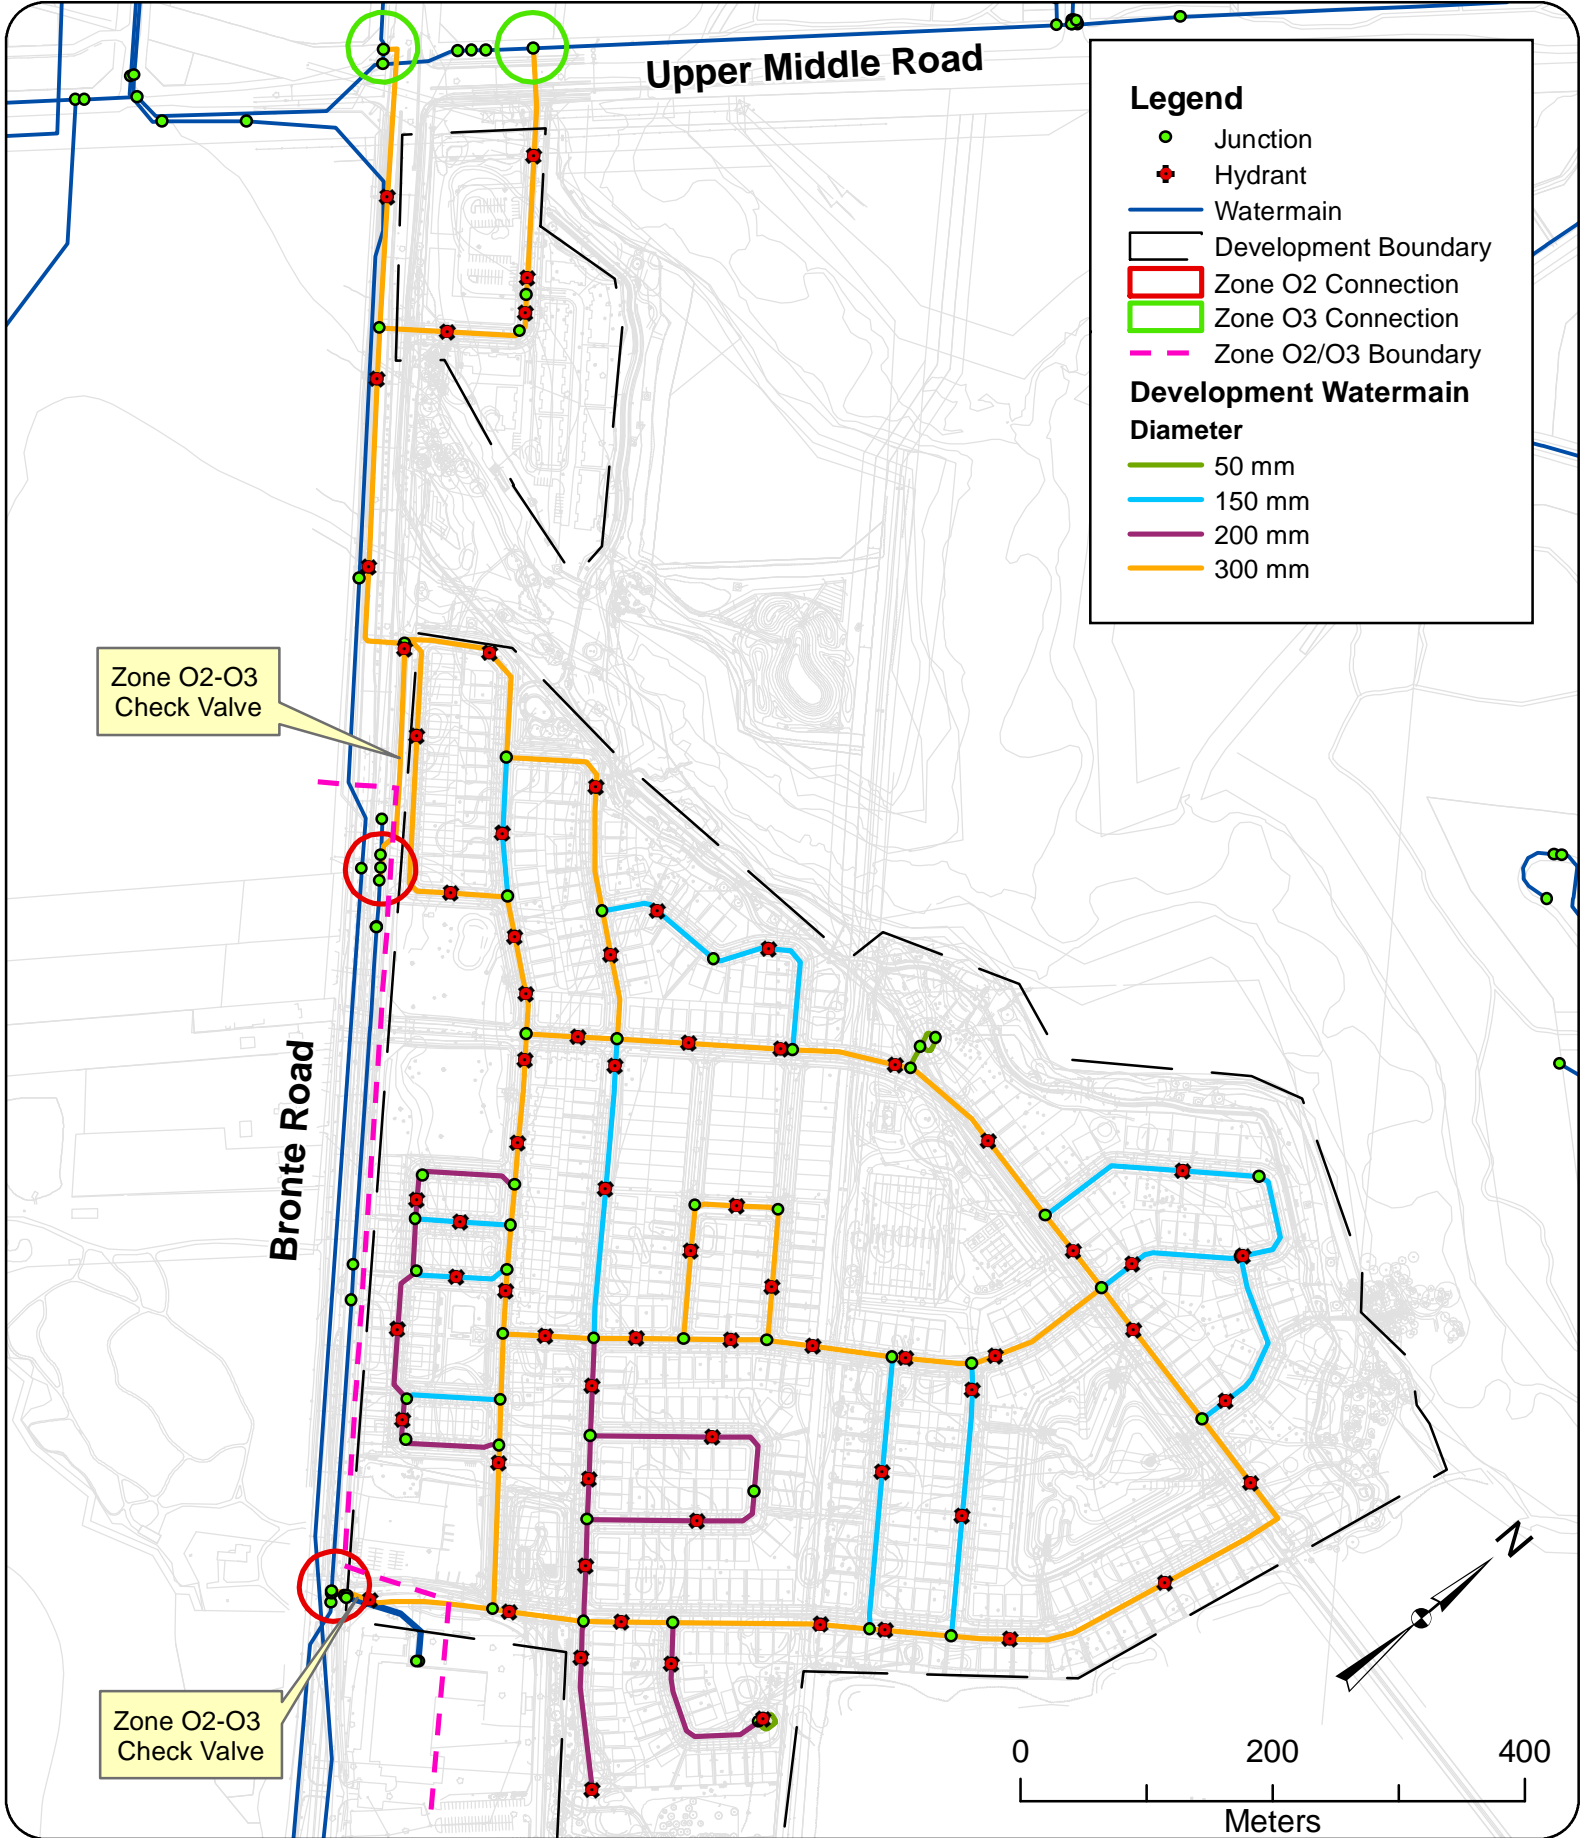 Upper Middle Road
Legend
Junction
Hydrant
Watermain
Development Boundary
Zone O2 Connection
Zone O3 Connection
Zone O2/O3 Boundary
Development Watermain
Diameter
50 mm
150 mm
200 mm
300 mm
Zone O2-O3
Check Valve
Bronte Road
Zone O2-O3
Check Valve
N
0 200 400
Meters